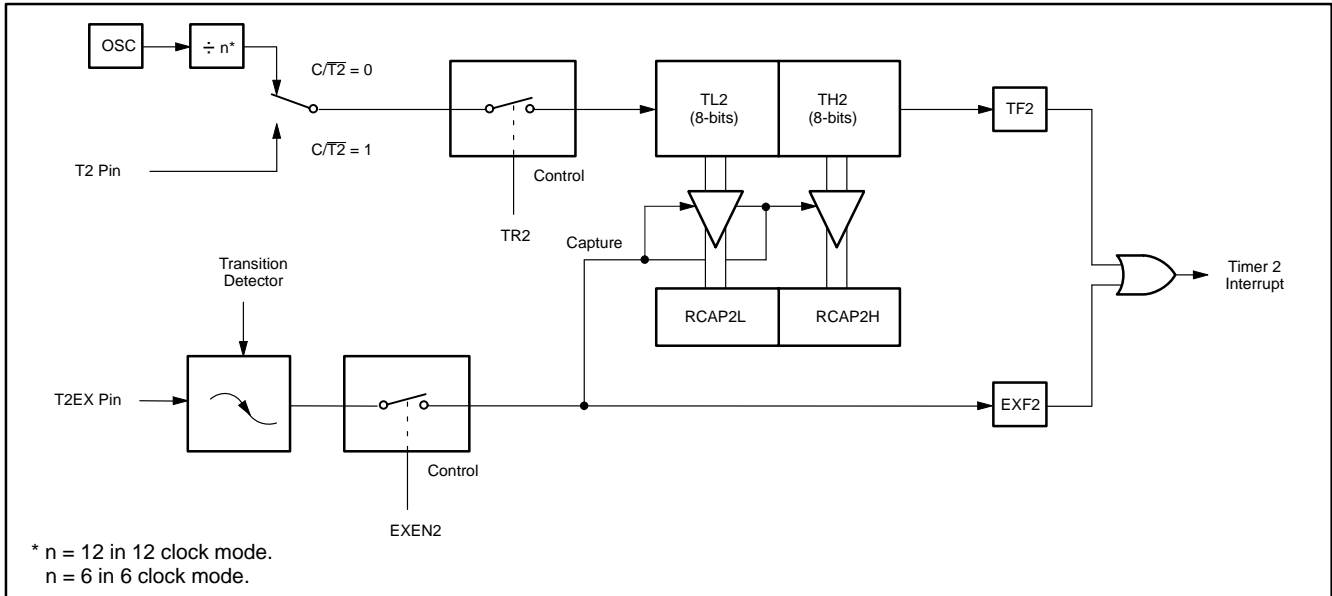 OSC
÷ n*
C/T2 = 0
TL2
(8-bits)
TH2
(8-bits)
TF2
C/T2 = 1
T2 Pin
Control
TR2
Capture
Transition
Detector
Timer 2
Interrupt
RCAP2L
RCAP2H
T2EX Pin
EXF2
Control
EXEN2
* n = 12 in 12 clock mode.
n = 6 in 6 clock mode.